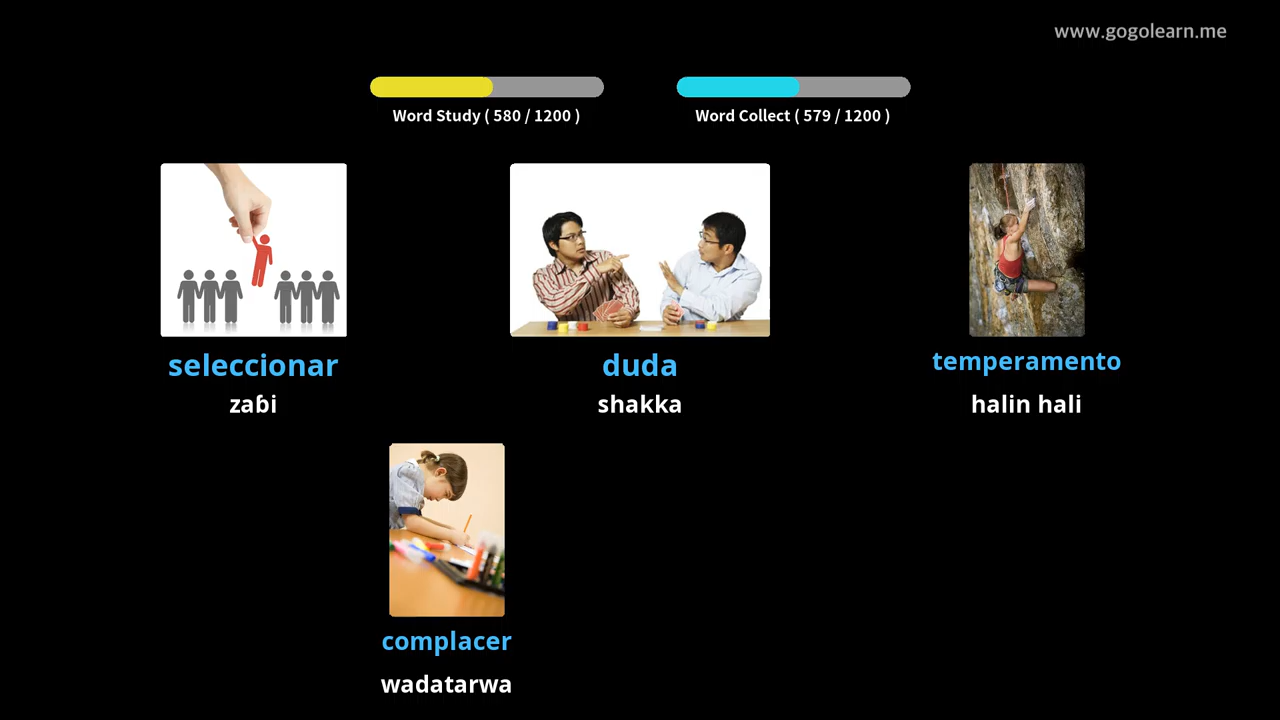 www.gogolearn.me
Word Study ( 580 / 1200 )
Word Collect ( 579 / 1200 )
seleccionar
zaɓi
duda
shakka
temperamento
halin hali
complacer
wadatarwa